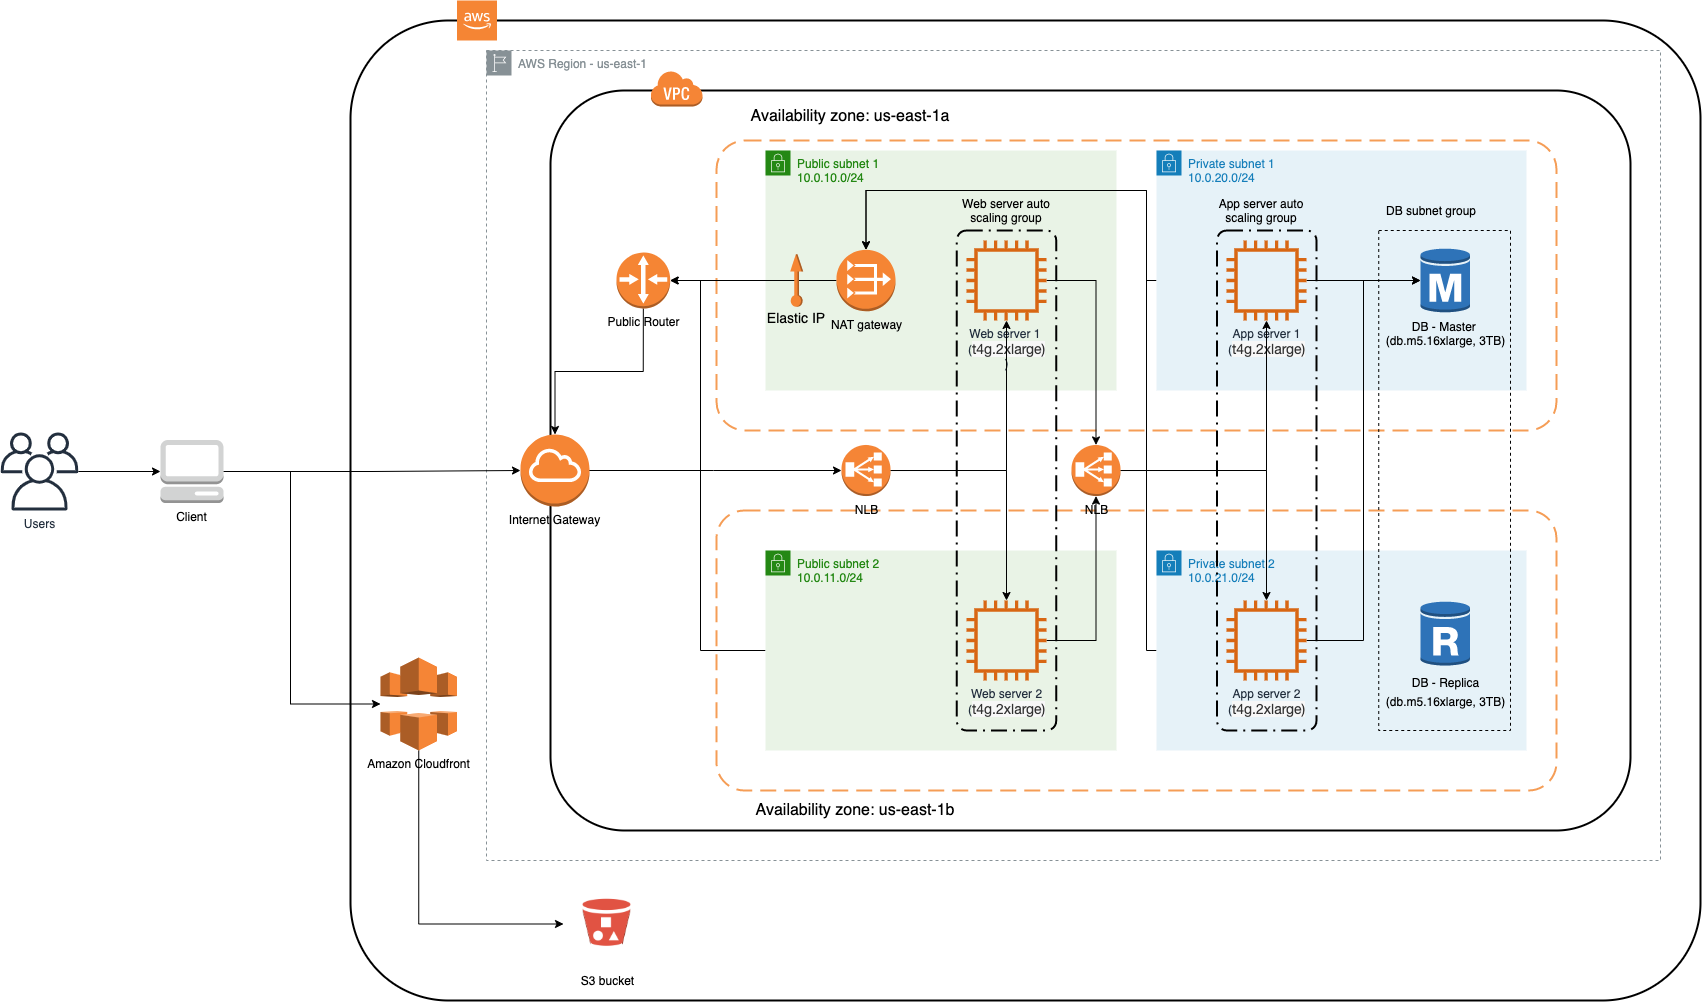 aws
AWS Region - us-east-1
VPC
Availability zone: us-east-1a
Public subnet 1
10.0.10.0/24
Private subnet 1
10.0.20.0/24
Web server auto
scaling group
App server auto
scaling group
DB subnet group
Public Router
Elastic IP
NAT gateway
Web server 1
(t4g.2xlarge)
)
App server 1
(t4g.2xlarge)
M
DB - Master
(db.m5.16xlarge, 3TB)
Users
Client
Internet Gateway
NLB
NLB
Public subnet 2
10.0.11.0/24
Private subnet 2
10.0.21.0/24
Web server 2
(t4g.2xlarge)
App server 2
(t4g.2xlarge)
R
DB - Replica
(db.m5.16xlarge, 3TB)
Amazon Cloudfront
Availability zone: us-east-1b
S3 bucket